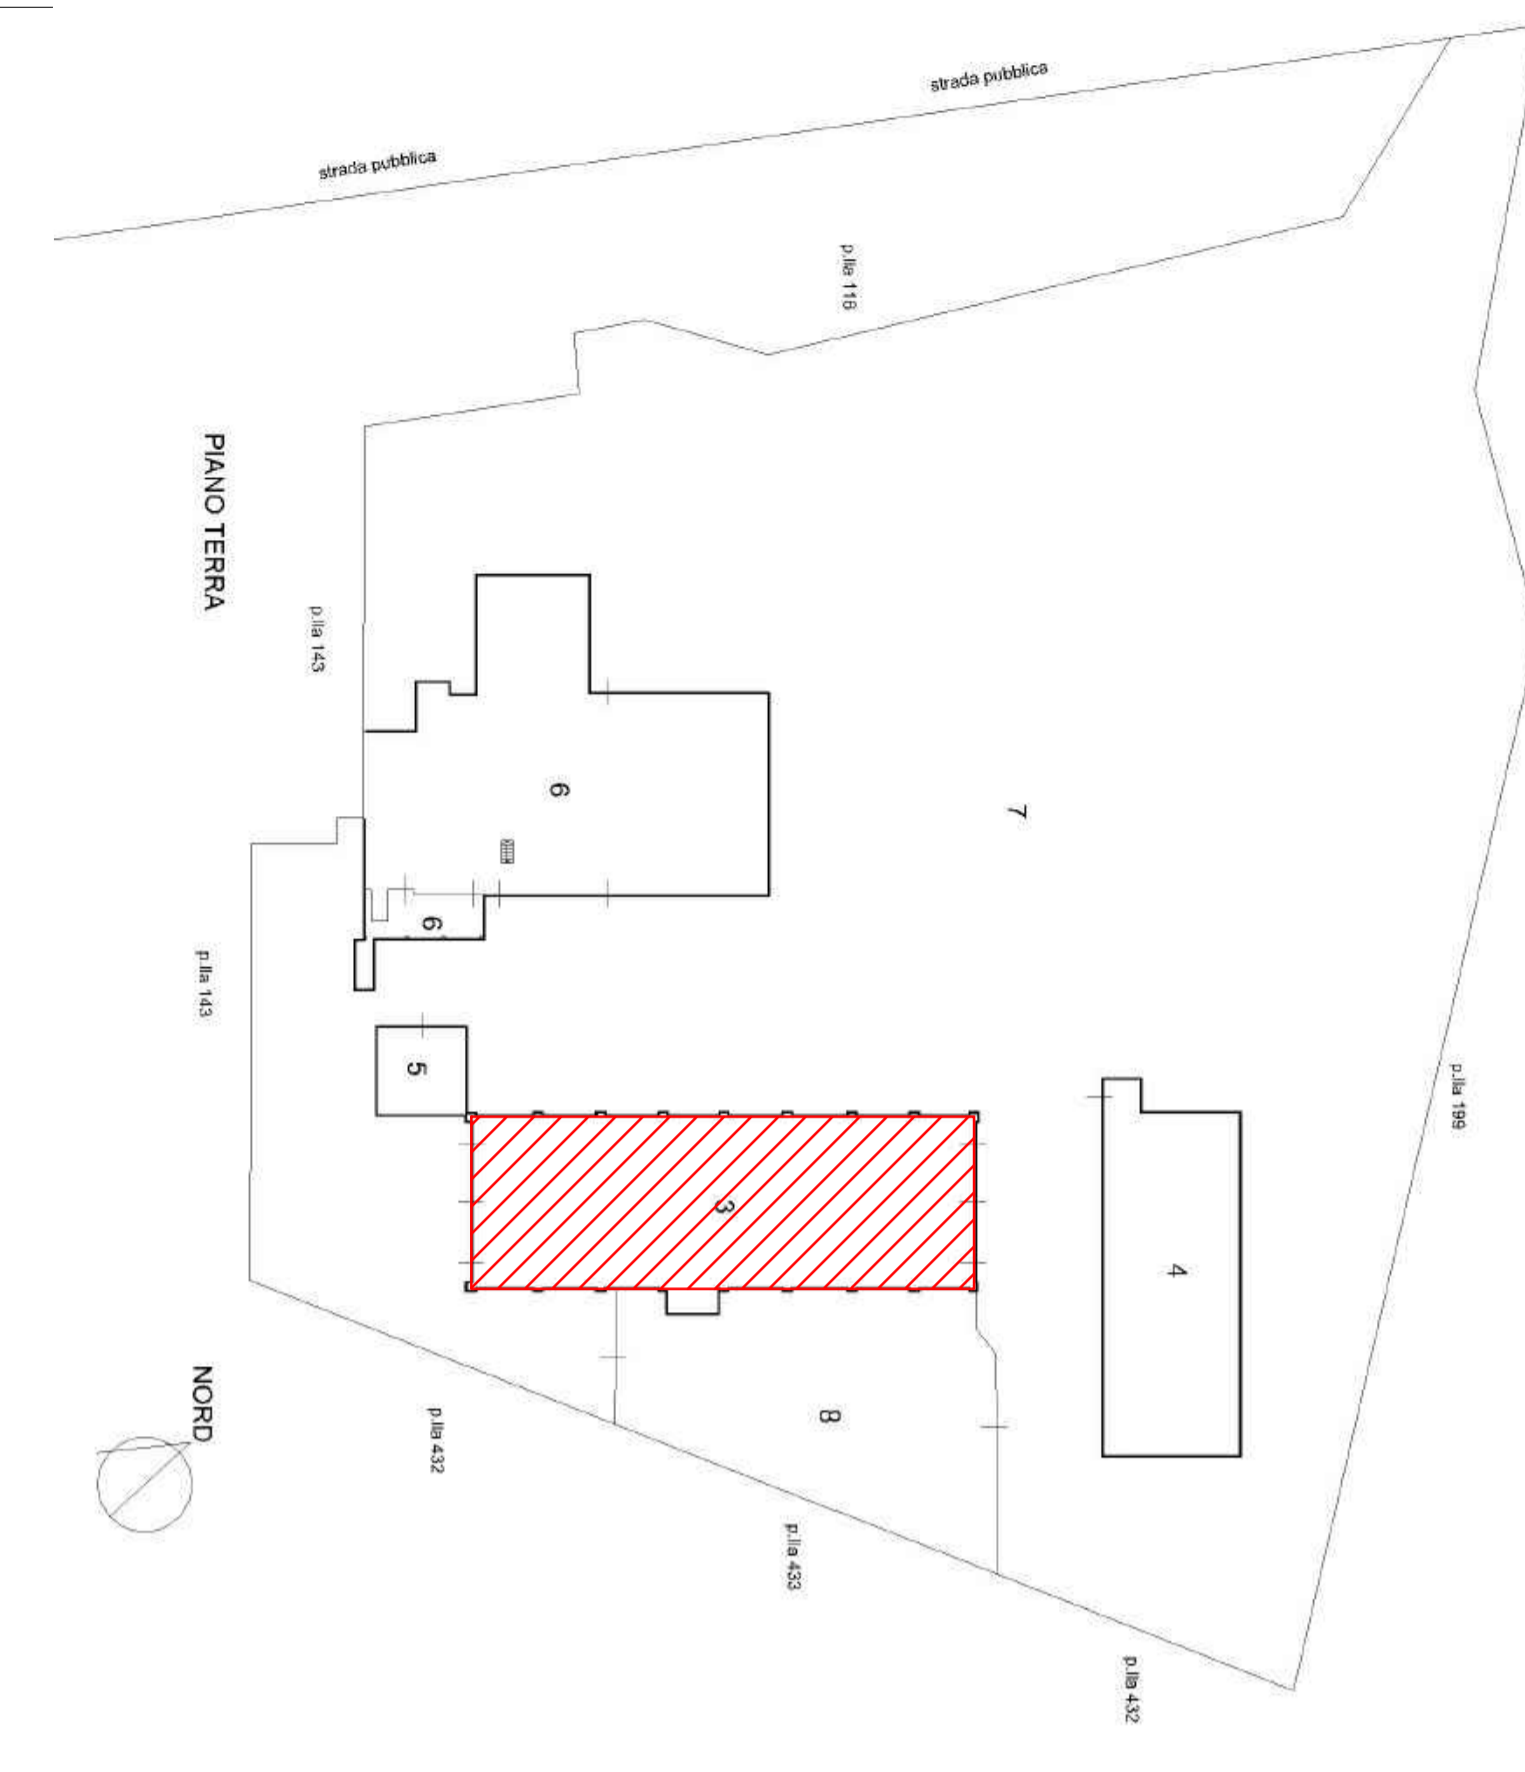 strada pubblica
strada pubblica
p.lla 116
PIANO TERRA
p.lla 143
6
7
6
p.lla 143
5
p.lla 199
3
4
NORD
8
p.lla 432
p.lla 433
p.lla 432